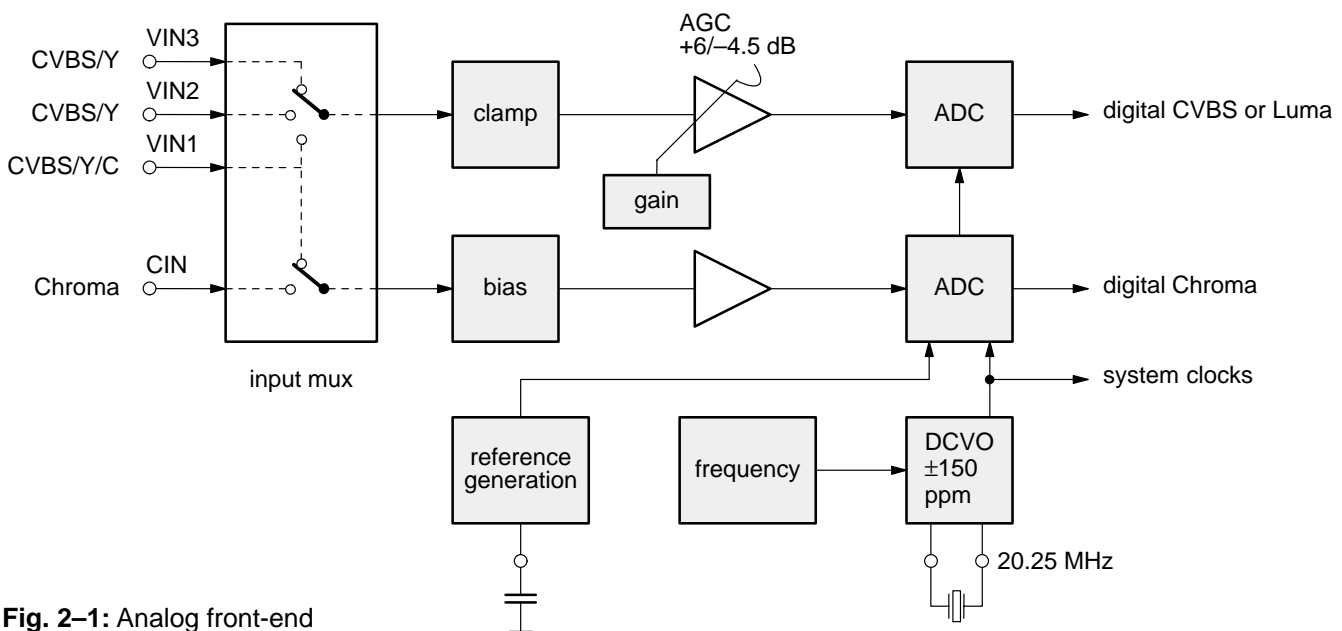 AGC
+6/–4.5 dB
VIN3
CVBS/Y
VIN2
CVBS/Y
VIN1
CVBS/Y/C
clamp
ADC
digital CVBS or Luma
gain
CIN
Chroma
bias
ADC
digital Chroma
input mux
system clocks
reference
generation
frequency
DCVO
±150
ppm
20.25 MHz
Fig. 2–1: Analog front-end